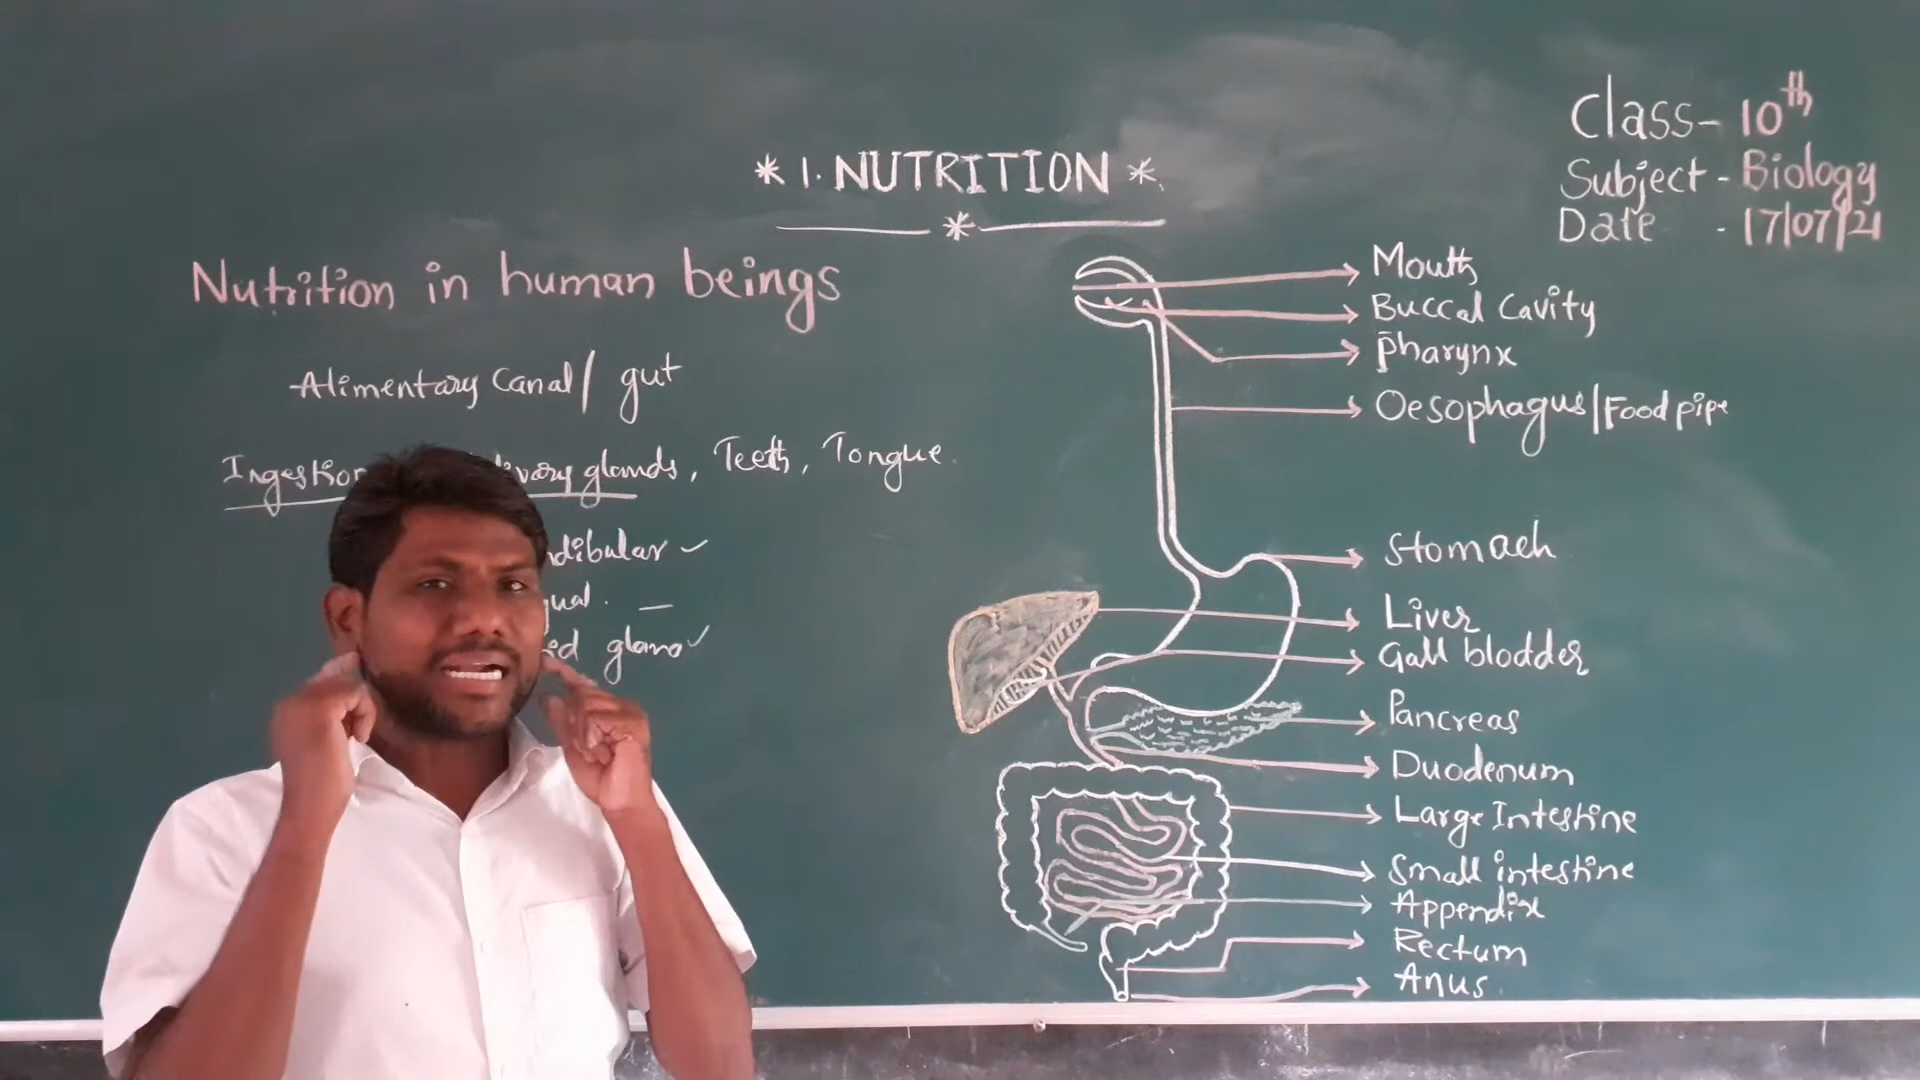 * 1. NUTRITION *
*
Class - 10th
Subject - Biology
Date - 17/07/21
Nutrition in human beings
Alimentary Canal / gut
glands, Teeth, Tongue
gland
Mouth
Buccal Cavity
Pharynx
Oesophagus/Food pipe
Stomach
Liver
Gall bladder
Pancreas
Duodenum
Large Intestine
Small intestine
Appendix
Rectum
Anus